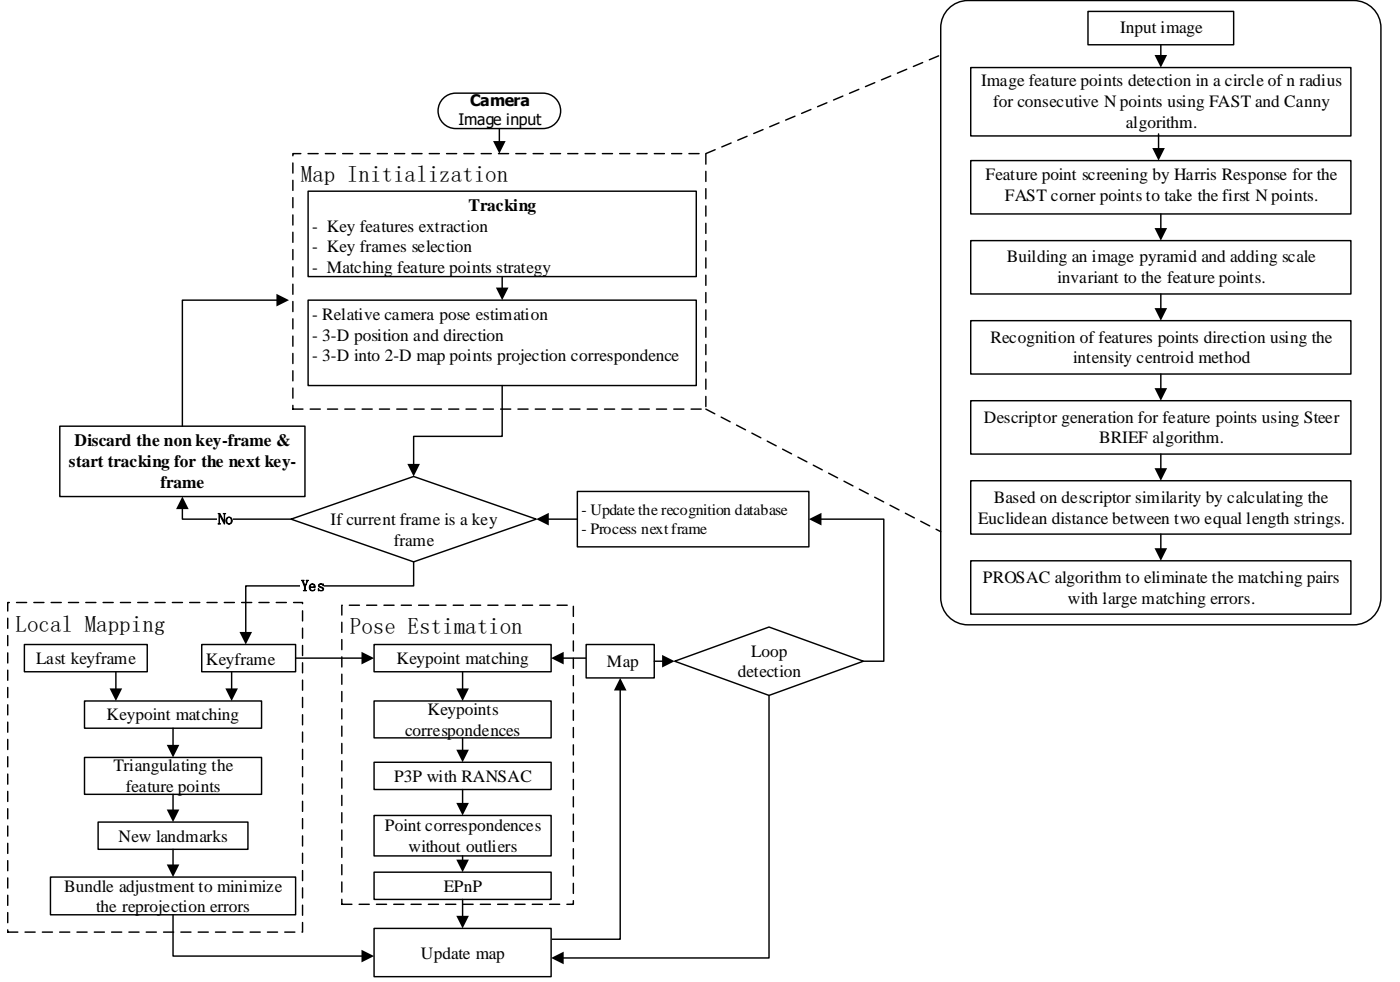 Camera
Image input
Map Initialization
Tracking
- Key features extraction
- Key frames selection
- Matching feature points strategy
- Relative camera pose estimation
- 3-D position and direction
- 3-D into 2-D map points projection correspondence
Discard the non key-frame &
start tracking for the next key-
frame
No
If current frame is a key
frame
- Update the recognition database
- Process next frame
Yes
Local Mapping
Last keyframe
Keyframe
Keypoint matching
Triangulating the
feature points
New landmarks
Bundle adjustment to minimize
the reprojection errors
Pose Estimation
Keypoint matching
Keypoints
correspondences
P3P with RANSAC
Point correspondences
without outliers
EPnP
Update map
Map
Loop
detection
Input image
Image feature points detection in a circle of n radius
for consecutive N points using FAST and Canny
algorithm.
Feature point screening by Harris Response for the
FAST corner points to take the first N points.
Building an image pyramid and adding scale
invariant to the feature points.
Recognition of features points direction using the
intensity centroid method
Descriptor generation for feature points using Steer
BRIEF algorithm.
Based on descriptor similarity by calculating the
Euclidean distance between two equal length strings.
PROSAC algorithm to eliminate the matching pairs
with large matching errors.